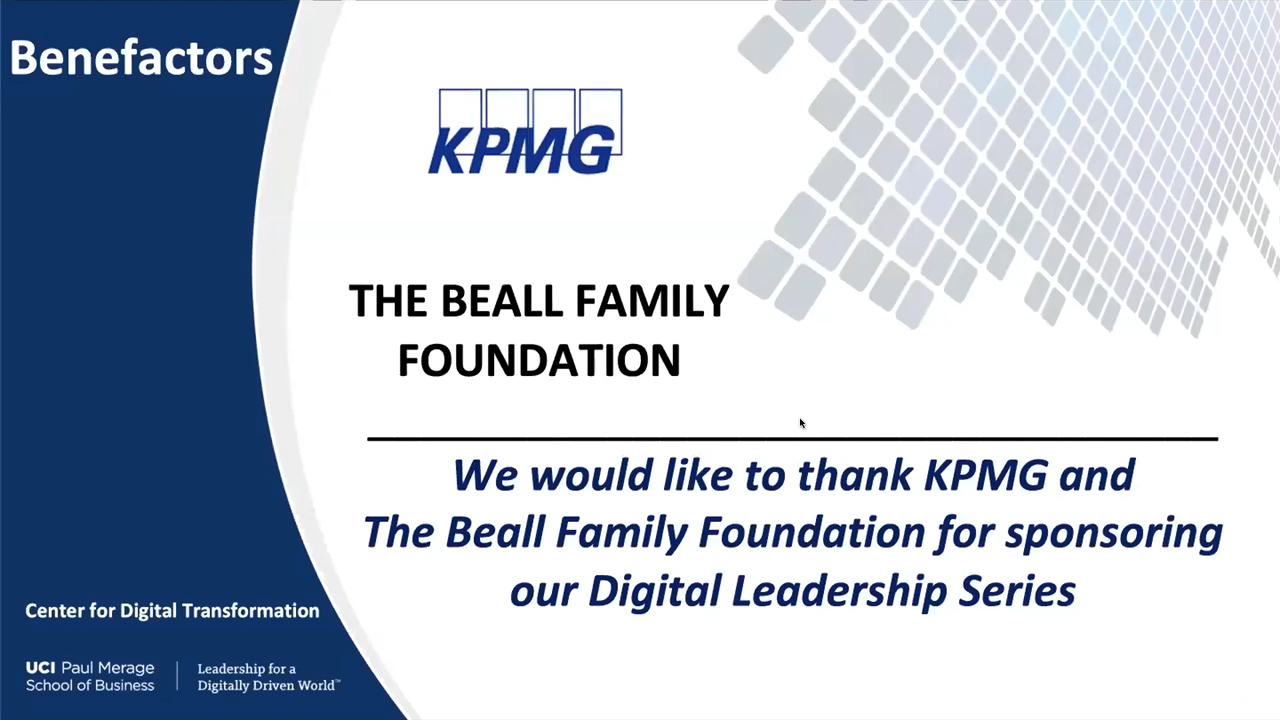 Benefactors
KPMG
THE BEALL FAMILY
FOUNDATION
We would like to thank KPMG and
The Beall Family Foundation for sponsoring
our Digital Leadership Series
Center for Digital Transformation
UCI Paul Merage
School of Business
Leadership for a
Digitally Driven World™